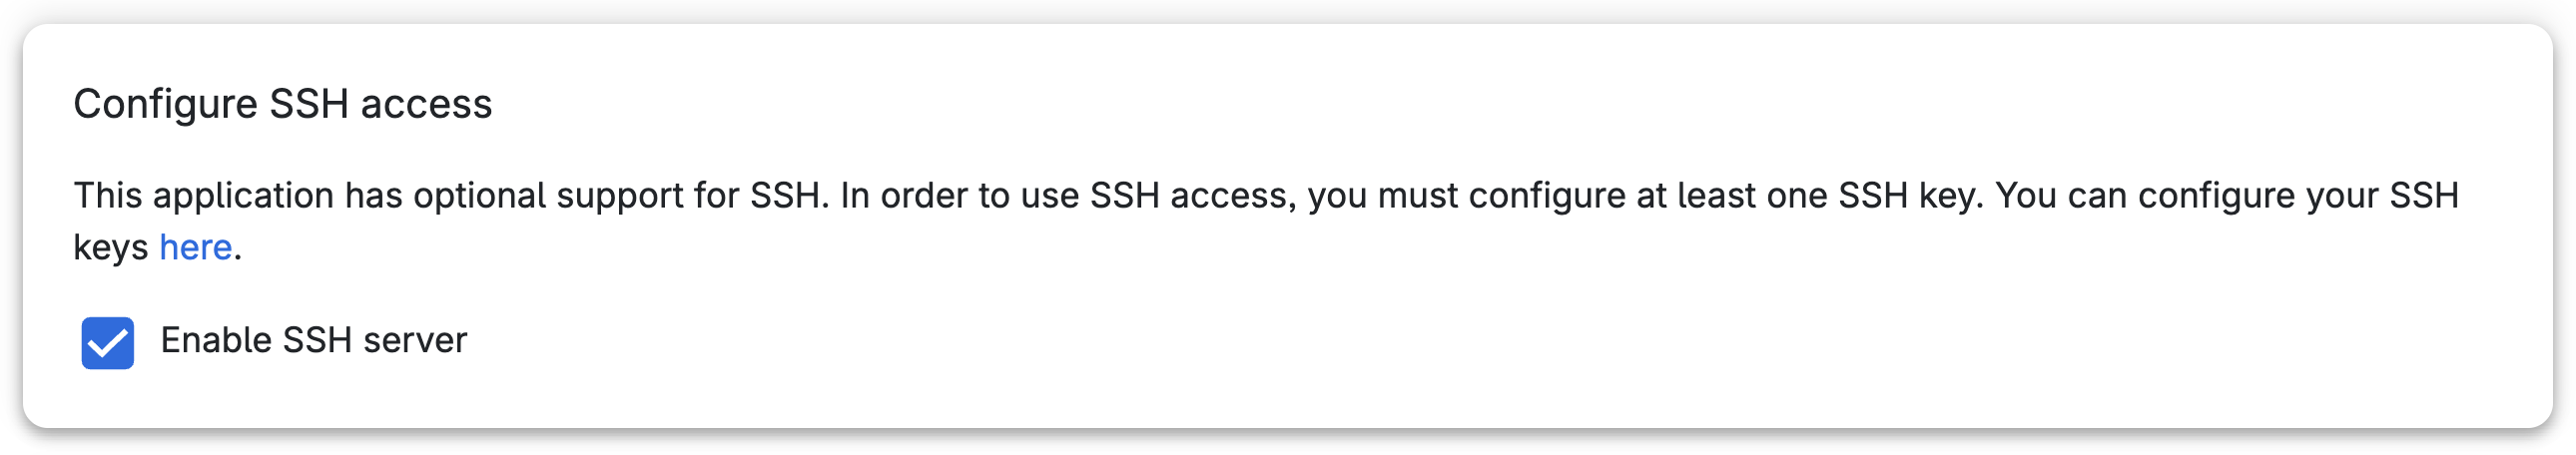 Configure SSH access
This application has optional support for SSH. In order to use SSH access, you must configure at least one SSH key. You can configure your SSH
keys here.
Enable SSH server